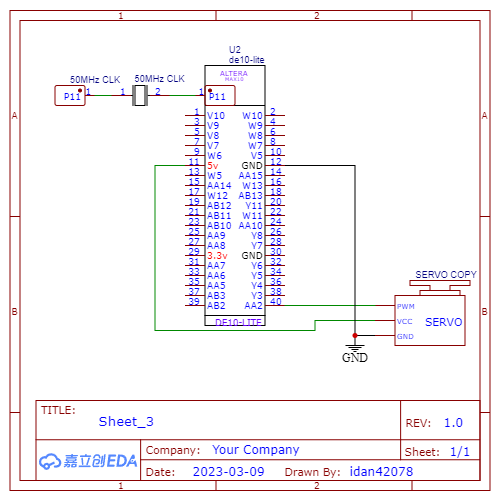 1 2
A A
B B
1 2
U2
de10-lite
ALTERA
MAX10
50MHz CLK 50MHz CLK
P11 1 1 2 1 P11
1 V10 W10 2
3 V9 W9 4
5 V8 W8 6
7 V7 W7 8
9 W6 V5 10
11 5v GND 12
13 W5 AA15 14
15 AA14 W13 16
17 W12 AB13 18
19 AB12 Y11 20
21 AB11 W11 22
23 AB10 AA10 24
25 AA9 Y8 26
27 AA8 Y7 28
29 3.3v GND 30
31 AA7 Y6 32
33 AA6 Y5 34
35 AA5 Y4 36
37 AB3 Y3 38
39 AB2 AA2 40
DE10-LITE
SERVO COPY
PWM
VCC
GND
SERVO
GND
TITLE:
Sheet_3
REV: 1.0
嘉立创EDA
Company: Your Company
Sheet: 1/1
Date: 2023-03-09 Drawn By: idan42078